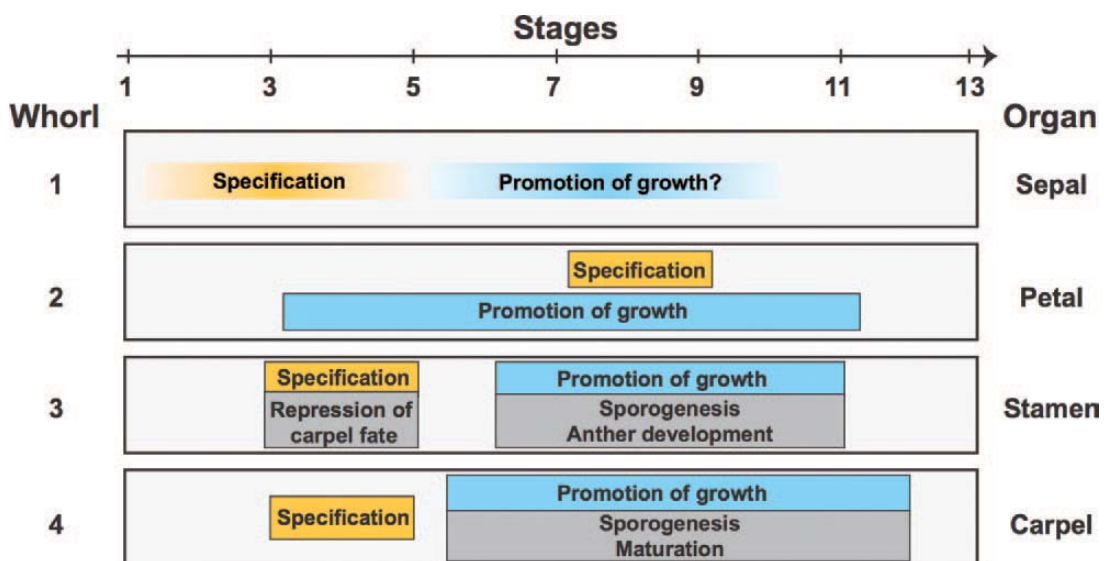 Stages
1 3 5 7 9 11 13
Whorl Organ
1 Specification Promotion of growth? Sepal
Specification
2 Promotion of growth Petal
Specification Promotion of growth
3 Repression of Sporogenesis Stamen
carpel fate Anther development
Promotion of growth
4 Specification Sporogenesis Carpel
Maturation